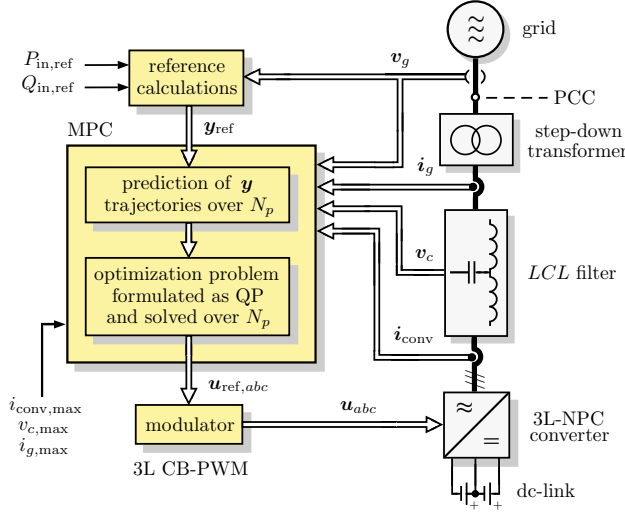 grid
P_in,ref
Q_in,ref
reference
calculations
v_g
PCC
MPC
y_ref
step-down
transformer
i_g
prediction of y
trajectories over N_p
v_c
LCL filter
optimization problem
formulated as QP
and solved over N_p
i_conv
u_ref,abc
i_conv,max
v_c,max
i_g,max
modulator
u_abc
3L-NPC
converter
3L CB-PWM
dc-link
+ +